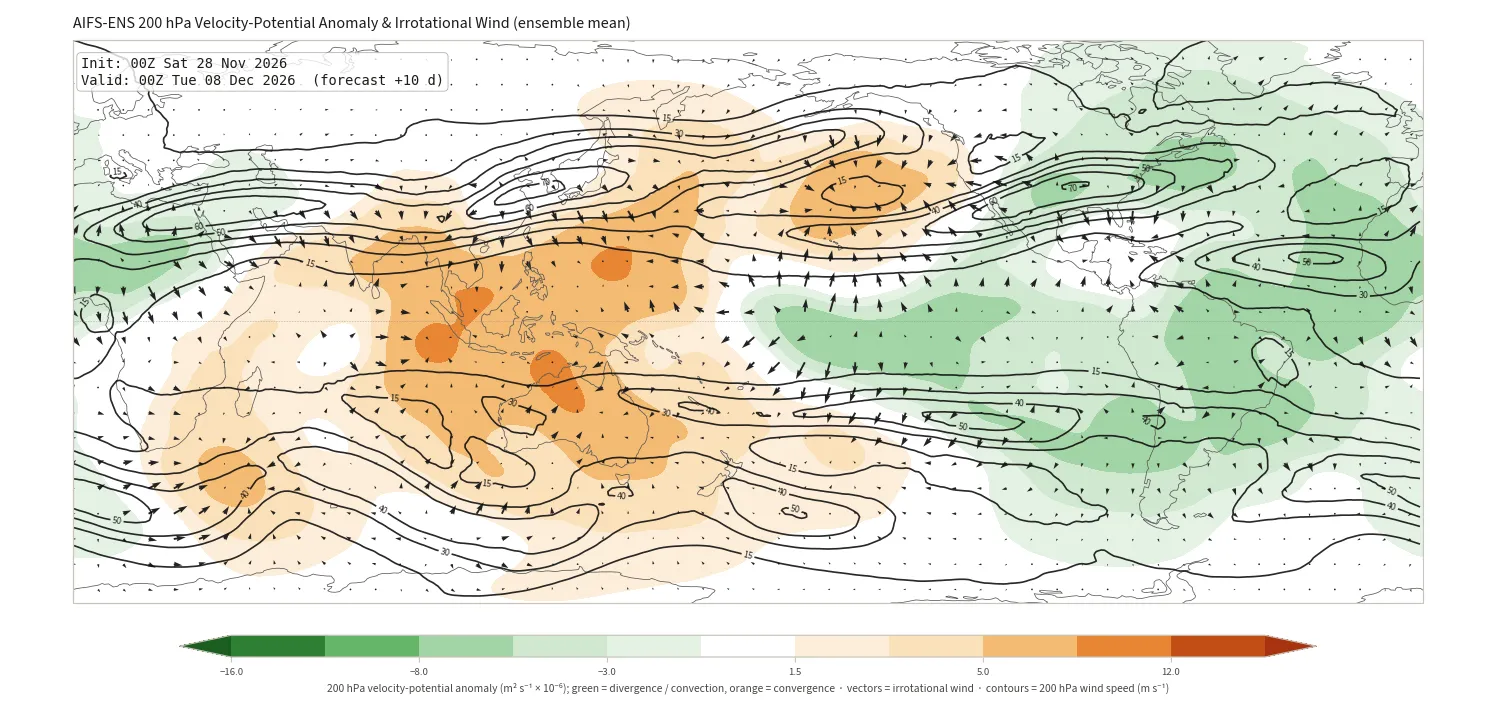 AIFS-ENS 200 hPa Velocity-Potential Anomaly & Irrotational Wind (ensemble mean)
Init: 00Z Sat 28 Nov 2026
Valid: 00Z Tue 08 Dec 2026 (forecast +10 d)
−16.0 −8.0 −3.0 1.5 5.0 12.0
200 hPa velocity-potential anomaly (m² s⁻¹ × 10⁻⁶); green = divergence / convection, orange = convergence · vectors = irrotational wind · contours = 200 hPa wind speed (m s⁻¹)